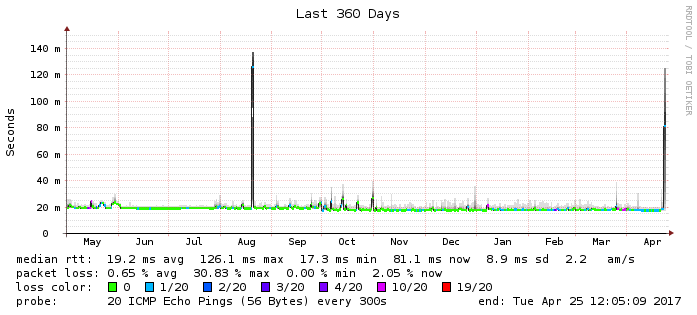 Last 360 Days
RRDTOOL / TOBI OETIKER
Seconds
140 m
120 m
100 m
80 m
60 m
40 m
20 m
0
May Jun Jul Aug Sep Oct Nov Dec Jan Feb Mar Apr
median rtt: 19.2 ms avg 126.1 ms max 17.3 ms min 81.1 ms now 8.9 ms sd 2.2 am/s
packet loss: 0.65 % avg 30.83 % max 0.00 % min 2.05 % now
loss color: 0 1/20 2/20 3/20 4/20 10/20 19/20
probe: 20 ICMP Echo Pings (56 Bytes) every 300s end: Tue Apr 25 12:05:09 2017